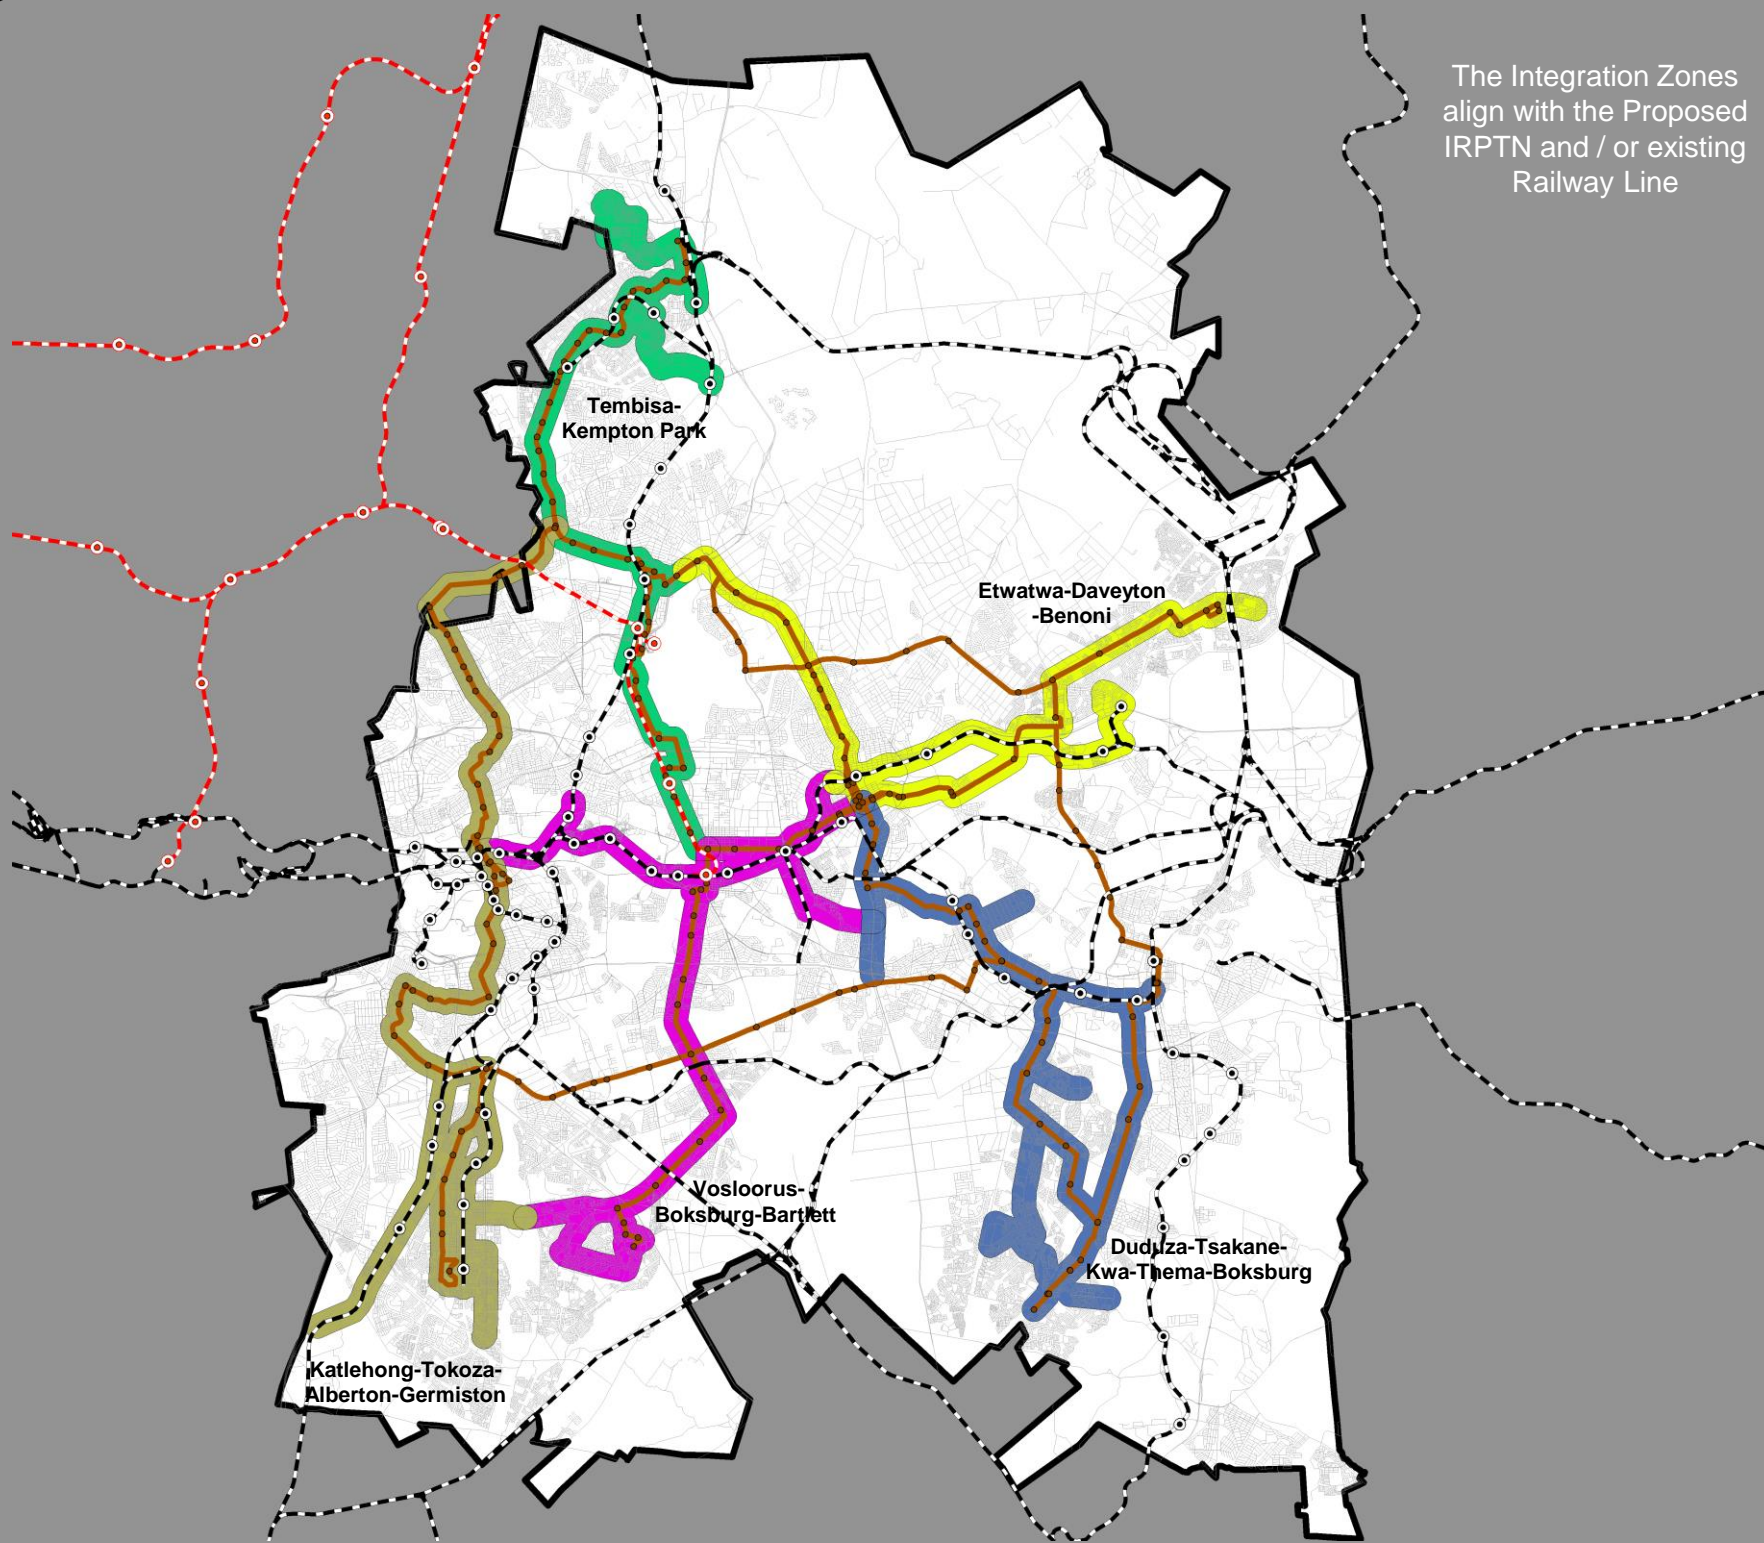 The Integration Zones
align with the Proposed
IRPTN and / or existing
Railway Line
Tembisa-
Kempton Park
Etwatwa-Daveyton
-Benoni
Vosloorus-
Boksburg-Bartlett
Duduza-Tsakane-
Kwa-Thema-Boksburg
Katlehong-Tokoza-
Alberton-Germiston